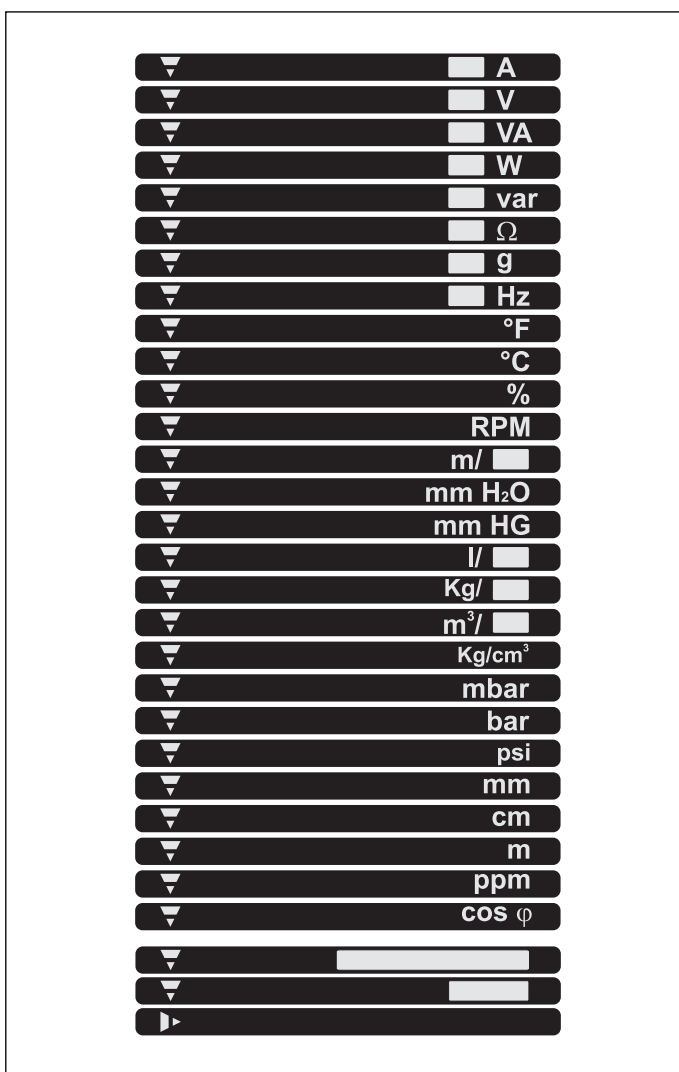 A
V
VA
W
var
Ω
g
Hz
°F
°C
%
RPM
m/
mm H₂O
mm HG
l/
Kg/
m³/
Kg/cm³
mbar
bar
psi
mm
cm
m
ppm
cos φ